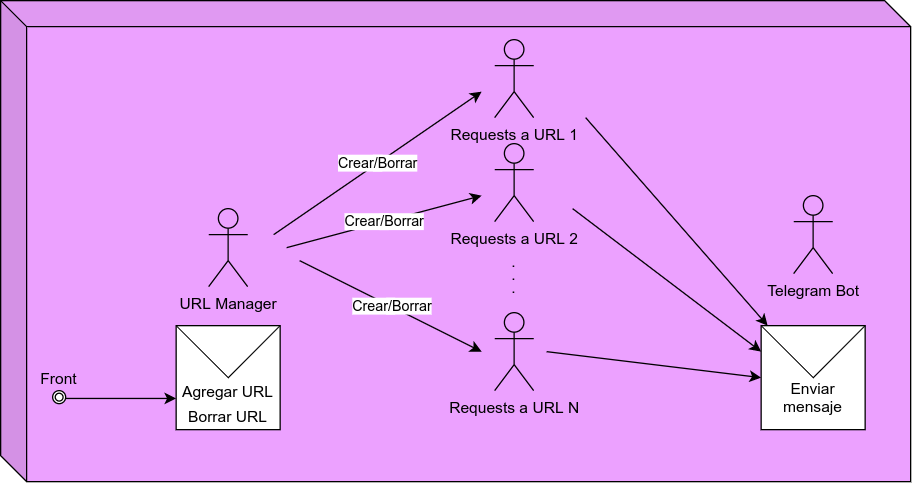 Requests a URL 1
Crear/Borrar
Crear/Borrar
Requests a URL 2
URL Manager
Telegram Bot
.
.
.
Crear/Borrar
Front
Agregar URL
Borrar URL
Requests a URL N
Enviar
mensaje